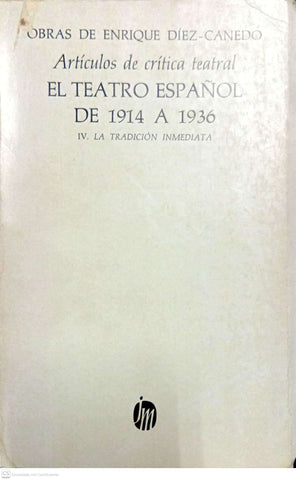 OBRAS DE ENRIQUE DÍEZ-CANEDO
Artículos de crítica teatral
EL TEATRO ESPAÑOL
DE 1914 A 1936
IV. LA TRADICIÓN INMEDIATA
jm
CS